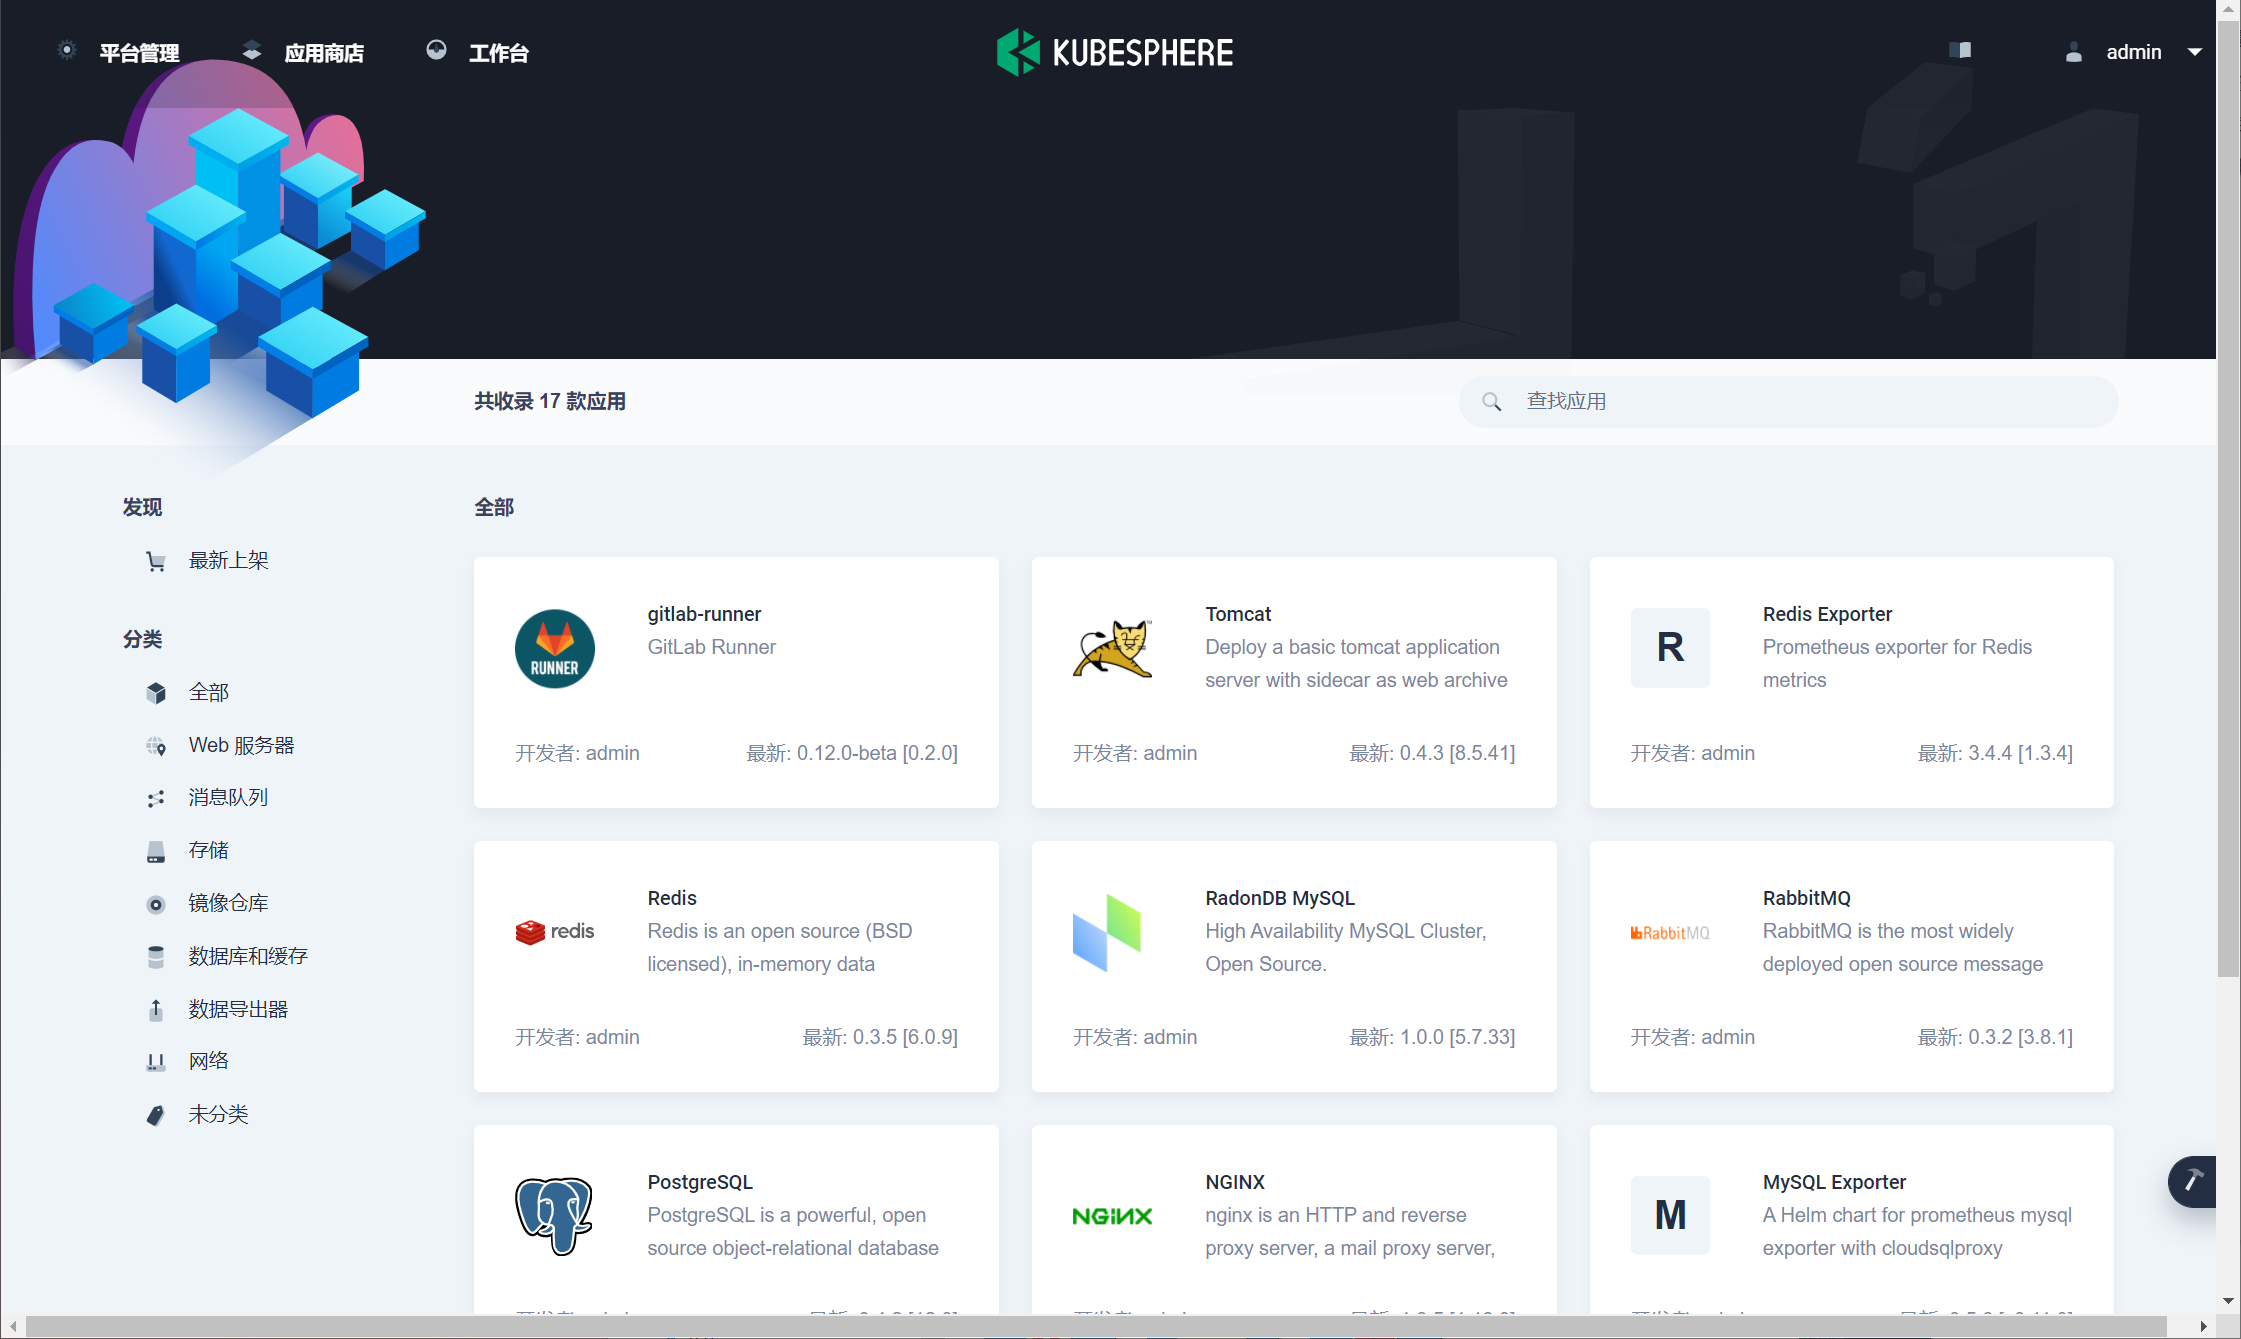 平台管理
应用商店
工作台
KUBESPHERE
admin
共收录 17 款应用
查找应用
发现
最新上架
分类
全部
Web 服务器
消息队列
存储
镜像仓库
数据库和缓存
数据导出器
网络
未分类
全部
RUNNER
gitlab-runner
GitLab Runner
开发者: admin
最新: 0.12.0-beta [0.2.0]
Tomcat
Deploy a basic tomcat application
server with sidecar as web archive
开发者: admin
最新: 0.4.3 [8.5.41]
R
Redis Exporter
Prometheus exporter for Redis
metrics
开发者: admin
最新: 3.4.4 [1.3.4]
redis
Redis
Redis is an open source (BSD
licensed), in-memory data
开发者: admin
最新: 0.3.5 [6.0.9]
RadonDB MySQL
High Availability MySQL Cluster,
Open Source.
开发者: admin
最新: 1.0.0 [5.7.33]
RabbitMQ
RabbitMQ
RabbitMQ is the most widely
deployed open source message
开发者: admin
最新: 0.3.2 [3.8.1]
PostgreSQL
PostgreSQL is a powerful, open
source object-relational database
NGINX
NGINX
nginx is an HTTP and reverse
proxy server, a mail proxy server,
M
MySQL Exporter
A Helm chart for prometheus mysql
exporter with cloudsqlproxy